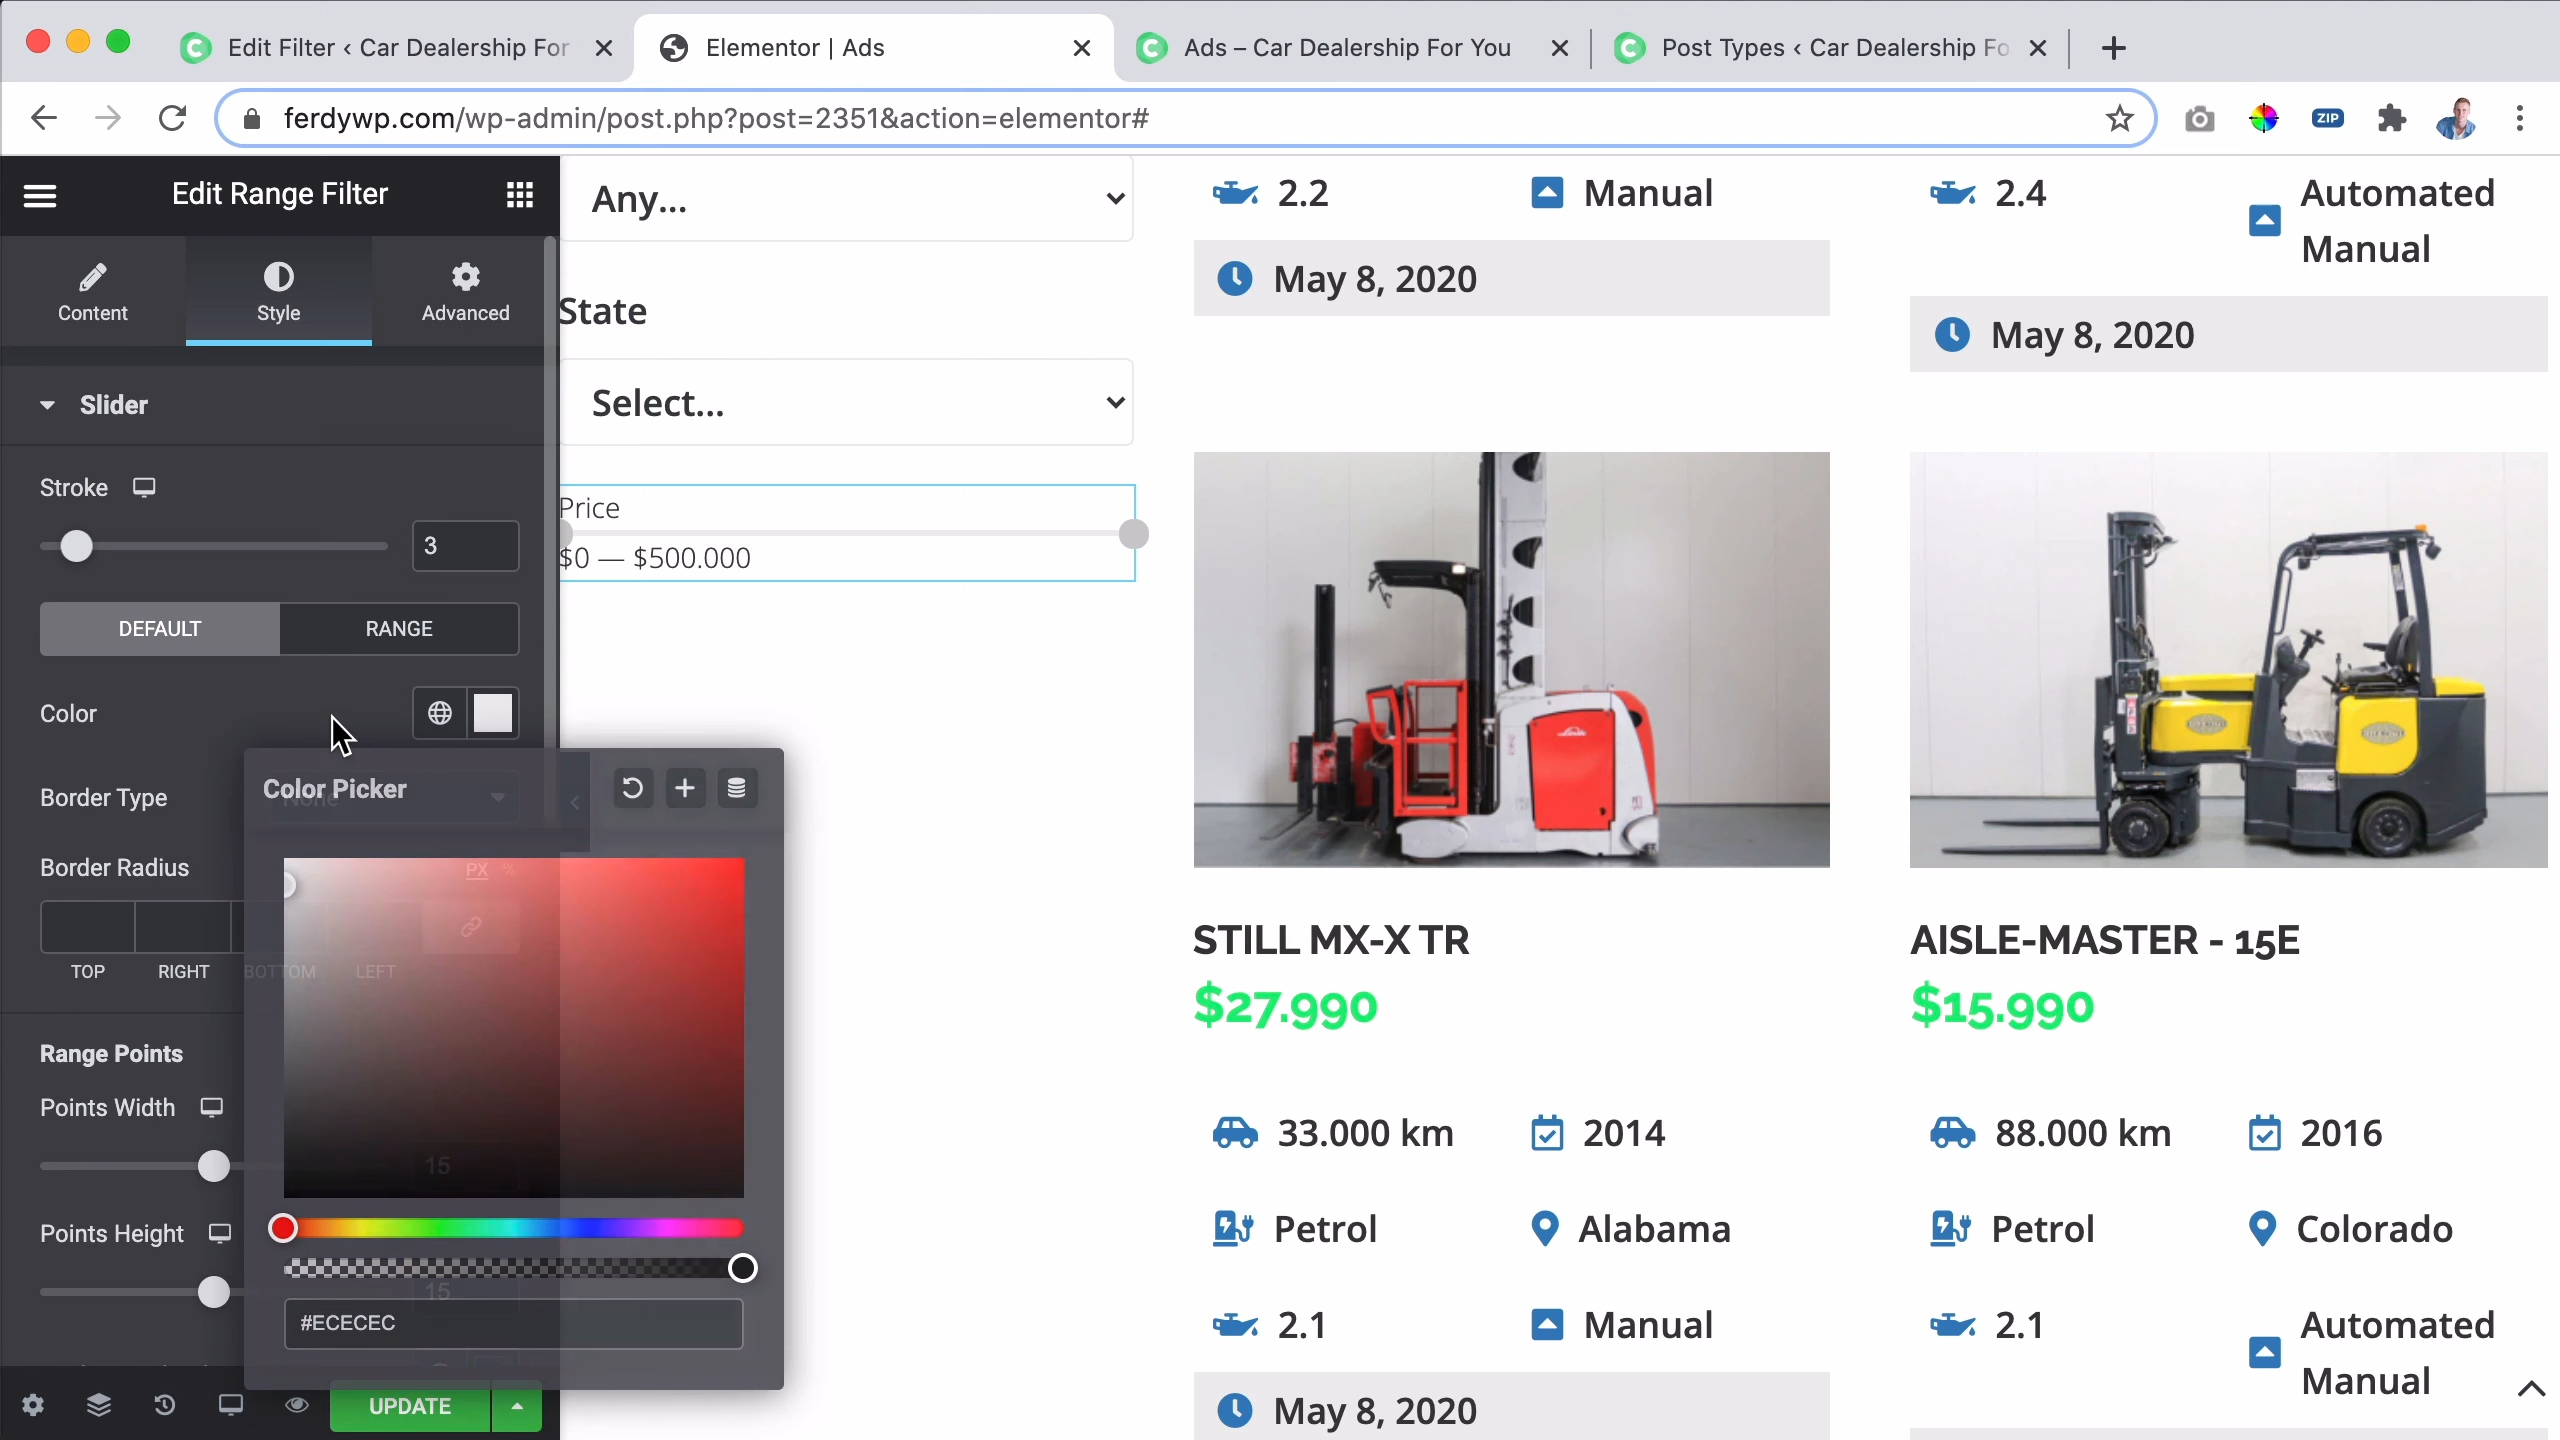 Edit Filter ‹ Car Dealership For
Elementor | Ads
Ads – Car Dealership For You
Post Types ‹ Car Dealership Fo
ferdywp.com/wp-admin/post.php?post=2351&action=elementor#
ZIP
Edit Range Filter
Content
Style
Advanced
Slider
Stroke
3
DEFAULT
RANGE
Color
Color Picker
Border Type
None
Border Radius
PX %
TOP
RIGHT
BOTTOM
LEFT
Range Points
Points Width
15
Points Height
15
#ECECEC
UPDATE
Any...
State
Select...
Price
$0 — $500.000
2.2
Manual
May 8, 2020
2.4
Automated
Manual
May 8, 2020
STILL MX-X TR
$27.990
33.000 km
2014
Petrol
Alabama
2.1
Manual
May 8, 2020
AISLE-MASTER - 15E
$15.990
88.000 km
2016
Petrol
Colorado
2.1
Automated
Manual